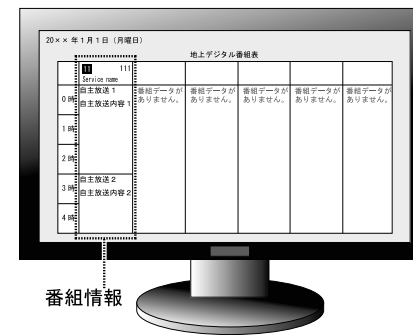 20×× 年1月1日（月曜日）
地上デジタル番組表
11 111
Service name
0 時
自主放送 1
自主放送内容 1
番組データが
ありません。
番組データが
ありません。
番組データが
ありません。
番組データが
ありません。
番組データが
ありません。
1 時
2 時
3 時
自主放送 2
自主放送内容 2
4 時
番組情報